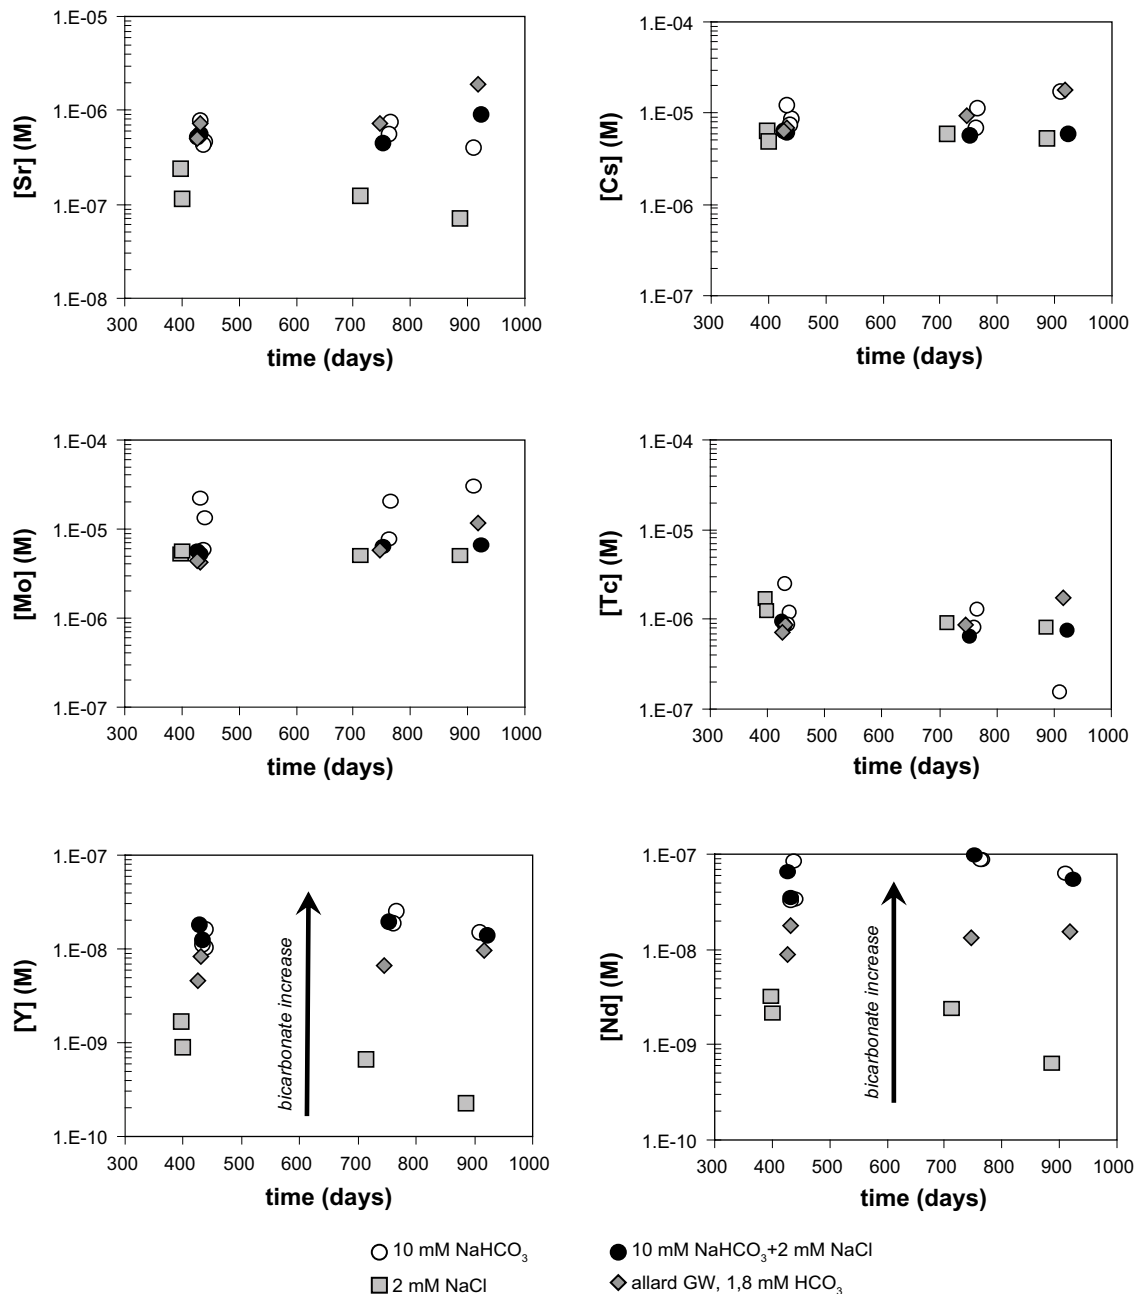 1.E-05
1.E-06
1.E-07
1.E-08
[Sr] (M)
300 400 500 600 700 800 900 1000
time (days)
1.E-04
1.E-05
1.E-06
1.E-07
[Cs] (M)
300 400 500 600 700 800 900 1000
time (days)
1.E-04
1.E-05
1.E-06
1.E-07
[Mo] (M)
300 400 500 600 700 800 900 1000
time (days)
1.E-04
1.E-05
1.E-06
1.E-07
[Tc] (M)
300 400 500 600 700 800 900 1000
time (days)
1.E-07
1.E-08
1.E-09
1.E-10
[Y] (M)
bicarbonate increase
300 400 500 600 700 800 900 1000
time (days)
1.E-07
1.E-08
1.E-09
1.E-10
[Nd] (M)
bicarbonate increase
300 400 500 600 700 800 900 1000
time (days)
10 mM NaHCO₃
10 mM NaHCO₃+2 mM NaCl
2 mM NaCl
allard GW, 1,8 mM HCO₃